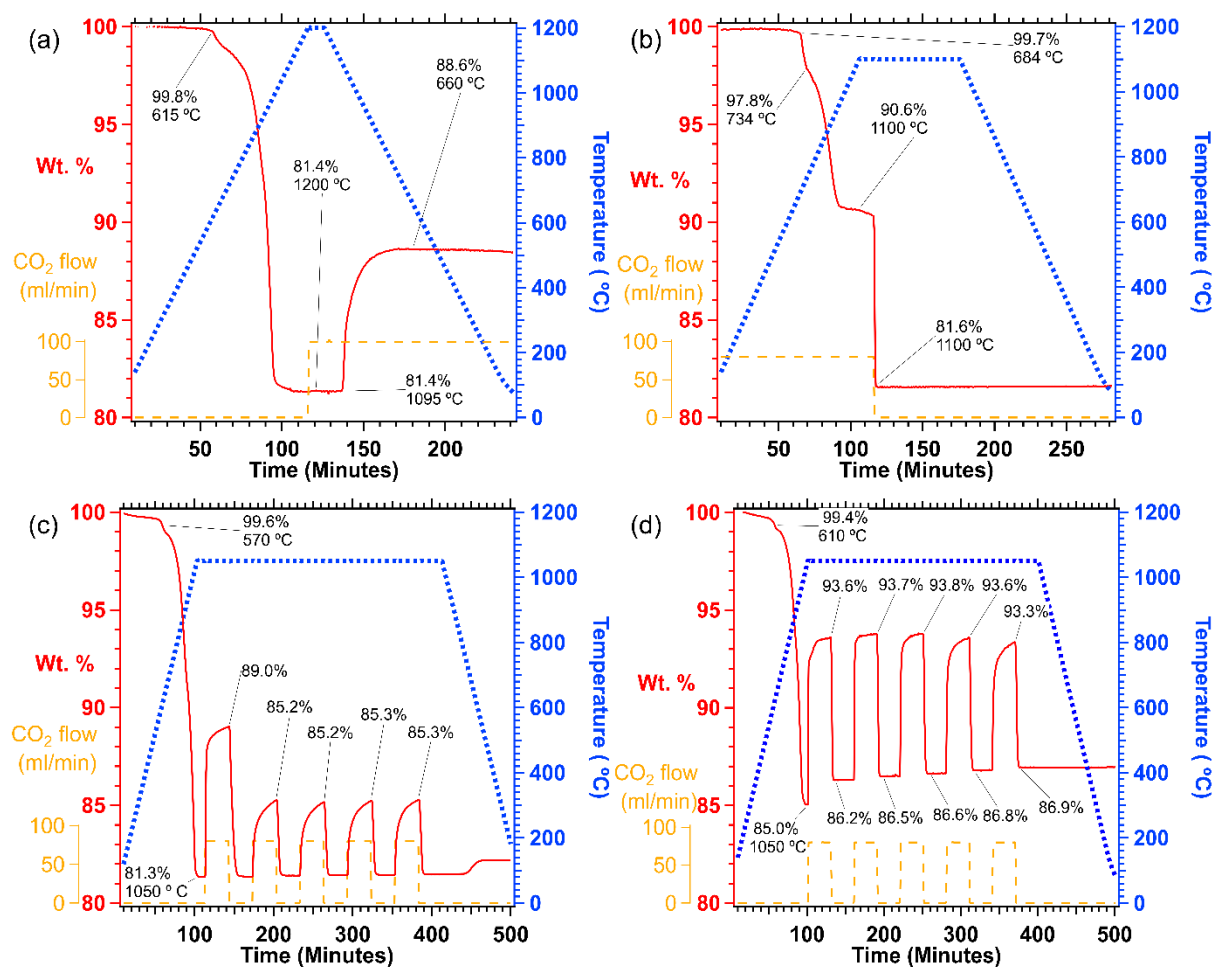 (a)
100
95
90
85
80
Wt. %
CO2 flow
(ml/min)
100
50
0
99.8%
615 ºC
81.4%
1200 ºC
88.6%
660 ºC
81.4%
1095 ºC
1200
1000
800
600
400
200
0
Temperature ( ºC)
50
100
150
200
Time (Minutes)
(b)
100
95
90
85
80
Wt. %
CO2 flow
(ml/min)
100
50
0
99.7%
684 ºC
97.8%
734 ºC
90.6%
1100 ºC
81.6%
1100 ºC
1200
1000
800
600
400
200
0
Temperature ( ºC)
50
100
150
200
250
Time (Minutes)
(c)
100
95
90
85
80
Wt. %
CO2 flow
(ml/min)
100
50
0
99.6%
570 ºC
89.0%
85.2%
85.2%
85.3%
85.3%
81.3%
1050 º C
1200
1000
800
600
400
200
0
Temperature ( ºC)
100
200
300
400
500
Time (Minutes)
(d)
100
95
90
85
80
Wt. %
CO2 flow
(ml/min)
100
50
0
99.4%
610 ºC
93.6%
93.7%
93.8%
93.6%
93.3%
85.0%
1050 ºC
86.2%
86.5%
86.6%
86.8%
86.9%
1200
1000
800
600
400
200
0
Temperature ( ºC)
100
200
300
400
500
Time (Minutes)